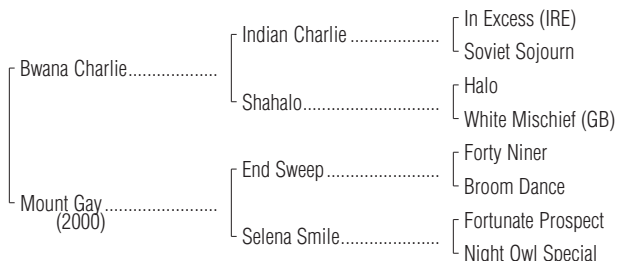 In Excess (IRE)
Indian Charlie
Soviet Sojourn
Bwana Charlie
Halo
Shahalo
White Mischief (GB)
Forty Niner
End Sweep
Broom Dance
Mount Gay
(2000)
Fortunate Prospect
Selena Smile
Night Owl Special